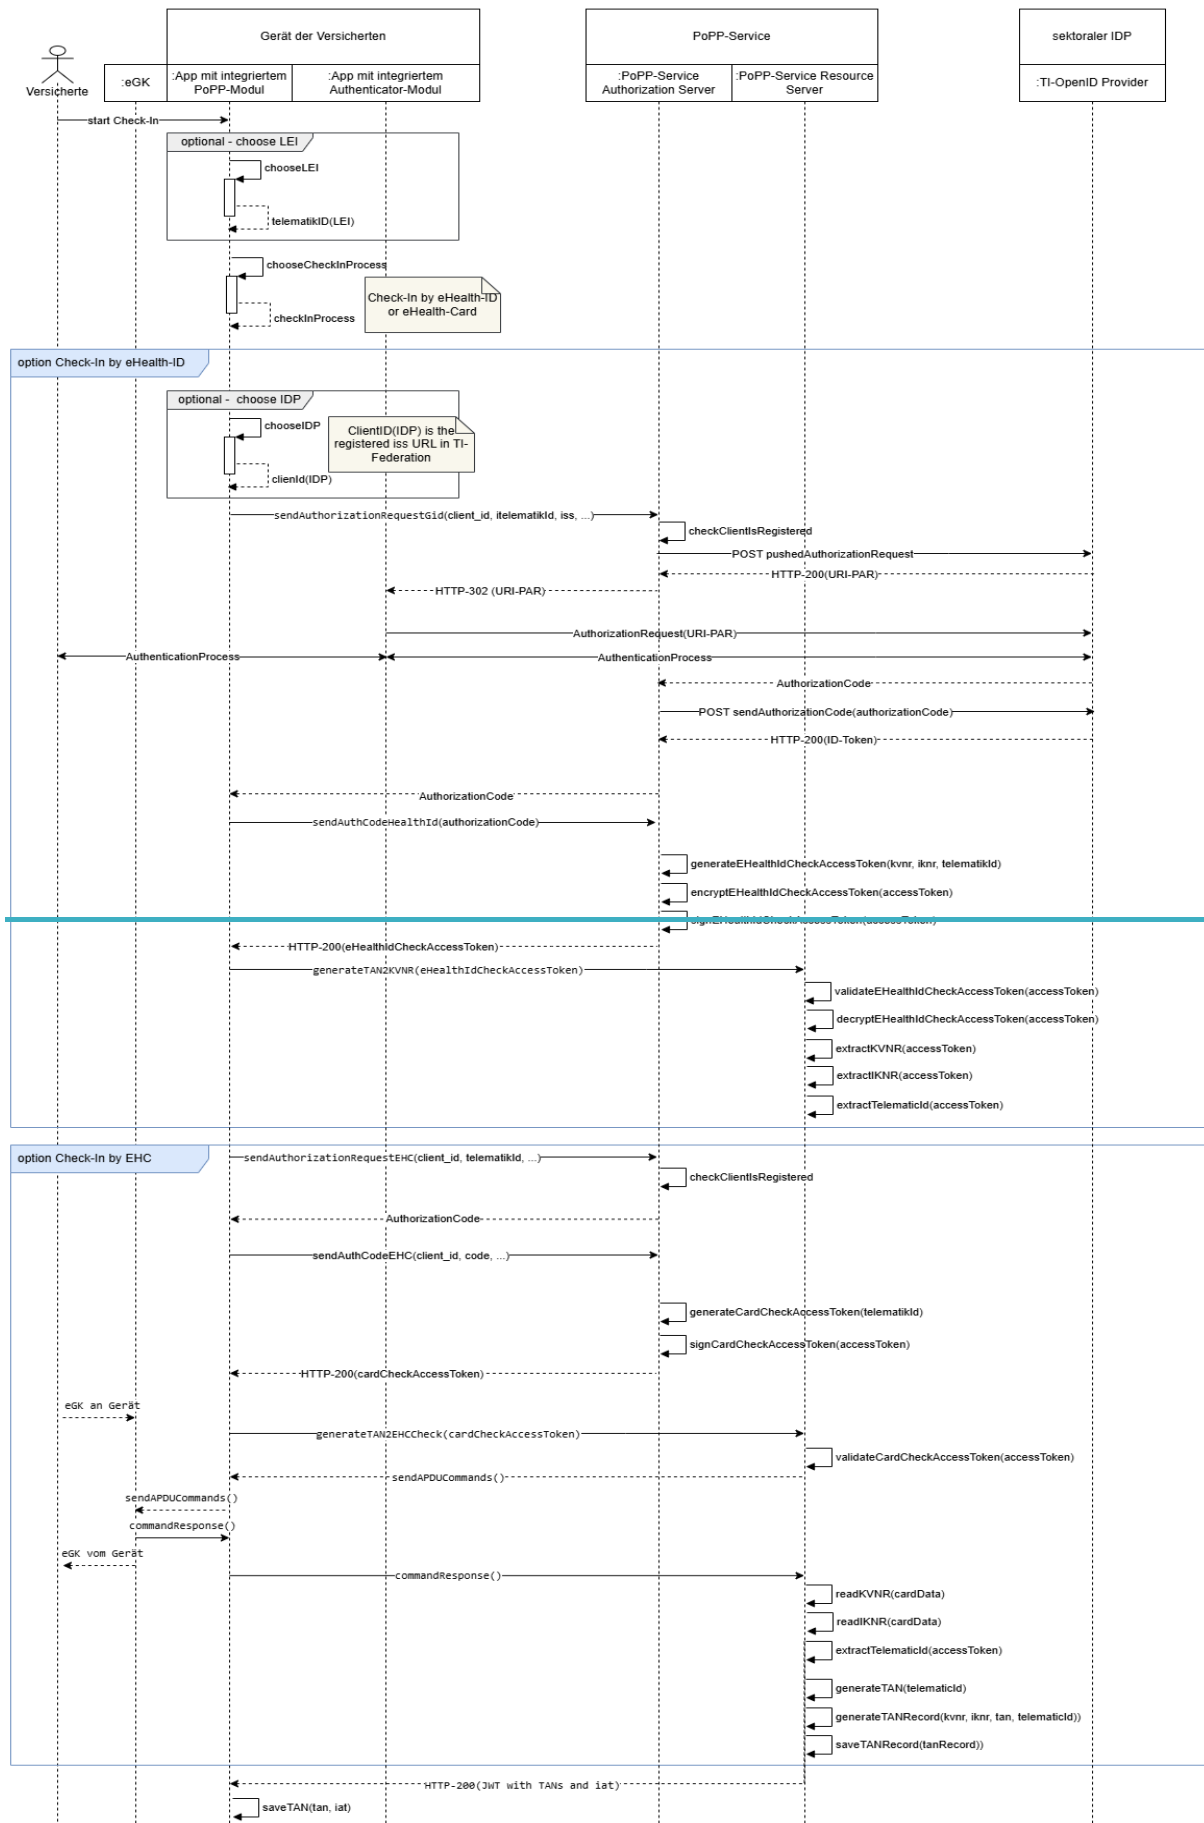 Gerät der Versicherten
PoPP-Service
sektoraler IDP
Versicherte
:eGK
:App mit integriertem
PoPP-Modul
:App mit integriertem
Authenticator-Modul
:PoPP-Service
Authorization Server
:PoPP-Service Resource
Server
:TI-OpenID Provider
start Check-In
optional - choose LEI
chooseLEI
telematikID(LEI)
chooseCheckInProcess
Check-In by eHealth-ID
or eHealth-Card
checkInProcess
option Check-In by eHealth-ID
optional - choose IDP
chooseIDP
ClientID(IDP) is the
registered iss URL in TI-
Federation
clienId(IDP)
sendAuthorizationRequestGid(client_id, itelematikId, iss, ...)
checkClientIsRegistered
POST pushedAuthorizationRequest
HTTP-200(URI-PAR)
HTTP-302 (URI-PAR)
AuthorizationRequest(URI-PAR)
AuthenticationProcess
AuthenticationProcess
AuthorizationCode
POST sendAuthorizationCode(authorizationCode)
HTTP-200(ID-Token)
AuthorizationCode
sendAuthCodeHealthId(authorizationCode)
generateEHealthIdCheckAccessToken(kvnr, iknr, telematikId)
encryptEHealthIdCheckAccessToken(accessToken)
signEHealthIdCheckAccessToken(accessToken)
HTTP-200(eHealthIdCheckAccessToken)
generateTAN2KVNR(eHealthIdCheckAccessToken)
validateEHealthIdCheckAccessToken(accessToken)
decryptEHealthIdCheckAccessToken(accessToken)
extractKVNR(accessToken)
extractIKNR(accessToken)
extractTelematicId(accessToken)
option Check-In by EHC
sendAuthorizationRequestEHC(client_id, telematikId, ...)
checkClientIsRegistered
AuthorizationCode
sendAuthCodeEHC(client_id, code, ...)
generateCardCheckAccessToken(telematikId)
signCardCheckAccessToken(accessToken)
HTTP-200(cardCheckAccessToken)
eGK an Gerät
generateTAN2EHCCheck(cardCheckAccessToken)
validateCardCheckAccessToken(accessToken)
sendAPDUCommands()
sendAPDUCommands()
commandResponse()
eGK vom Gerät
commandResponse()
readKVNR(cardData)
readIKNR(cardData)
extractTelematicId(accessToken)
generateTAN(telematicId)
generateTANRecord(kvnr, iknr, tan, telematicId))
saveTANRecord(tanRecord))
HTTP-200(JWT with TANs and iat)
saveTAN(tan, iat)